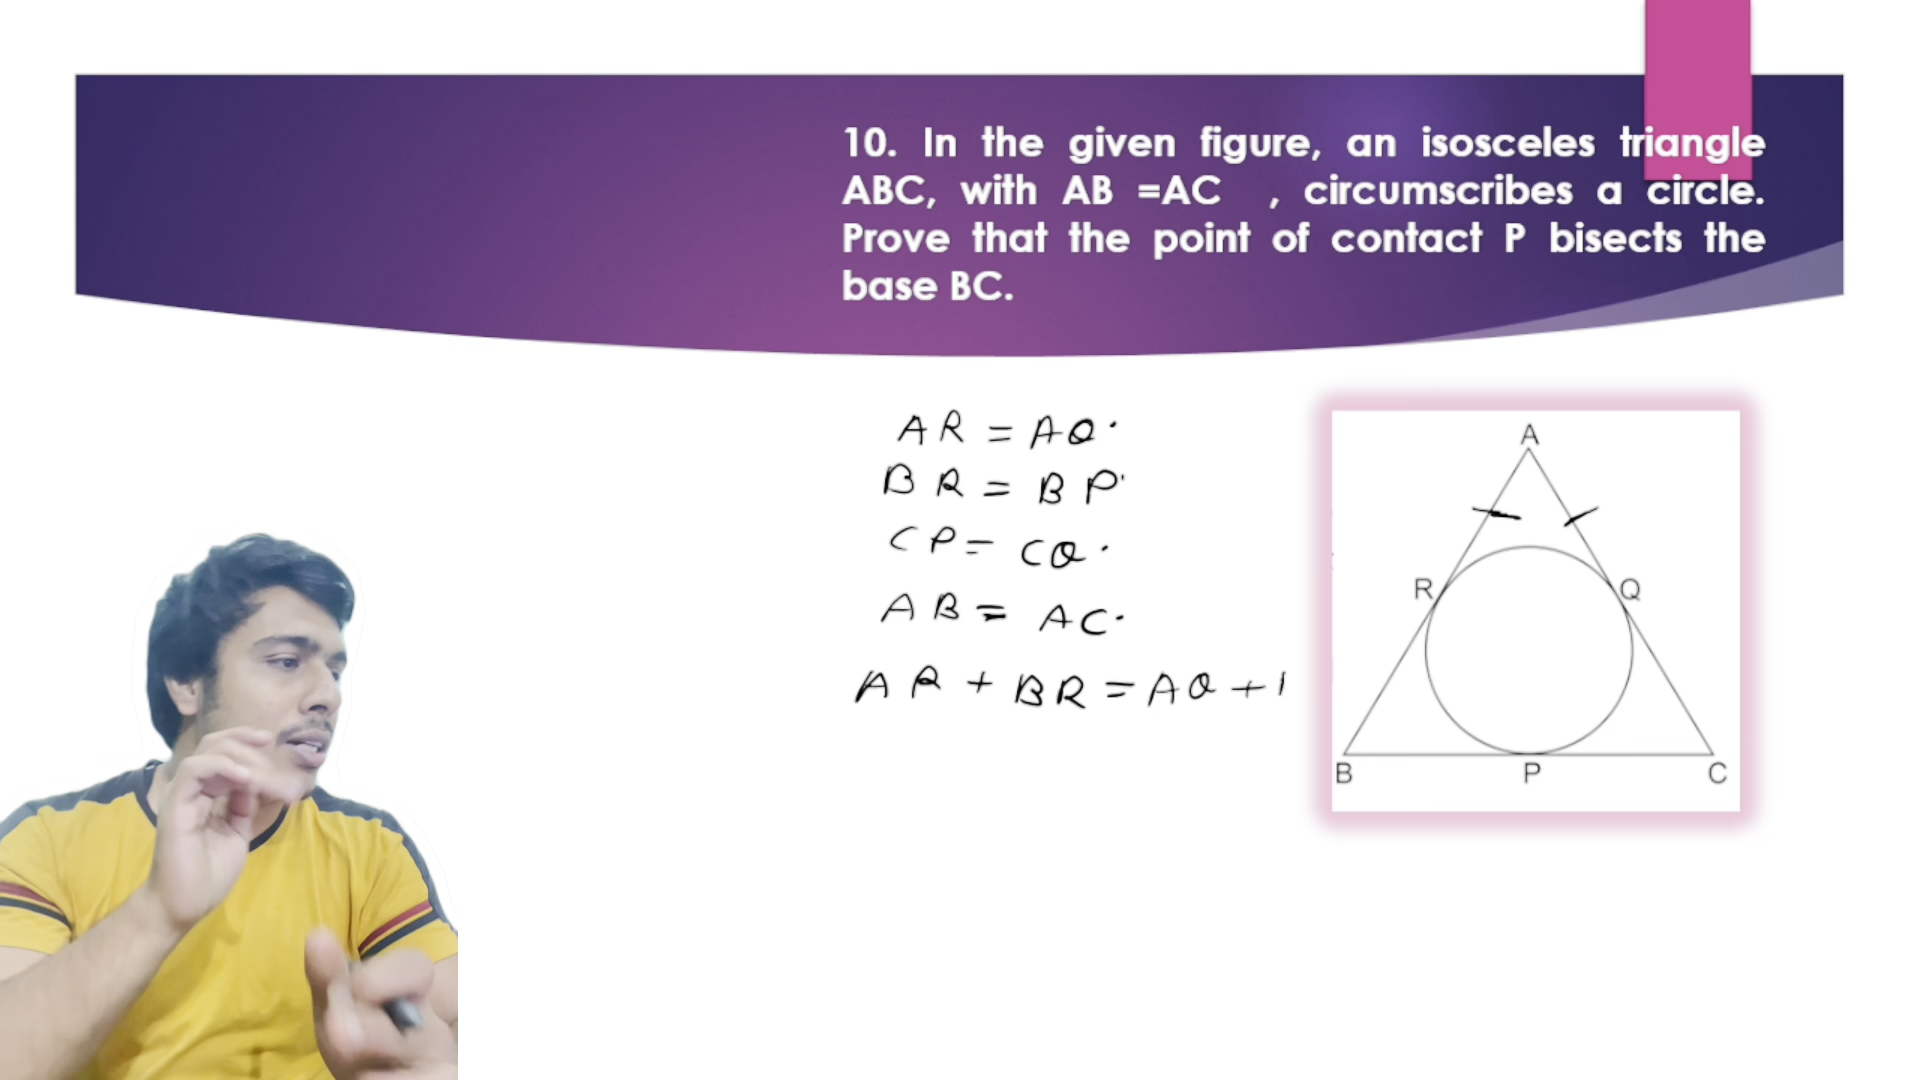 10. In the given figure, an isosceles triangle
ABC, with AB =AC , circumscribes a circle.
Prove that the point of contact P bisects the
base BC.
AR = AQ.
BR = BP.
CP = CQ.
AB = AC.
AR + BR = AQ +
A
R
Q
B
P
C